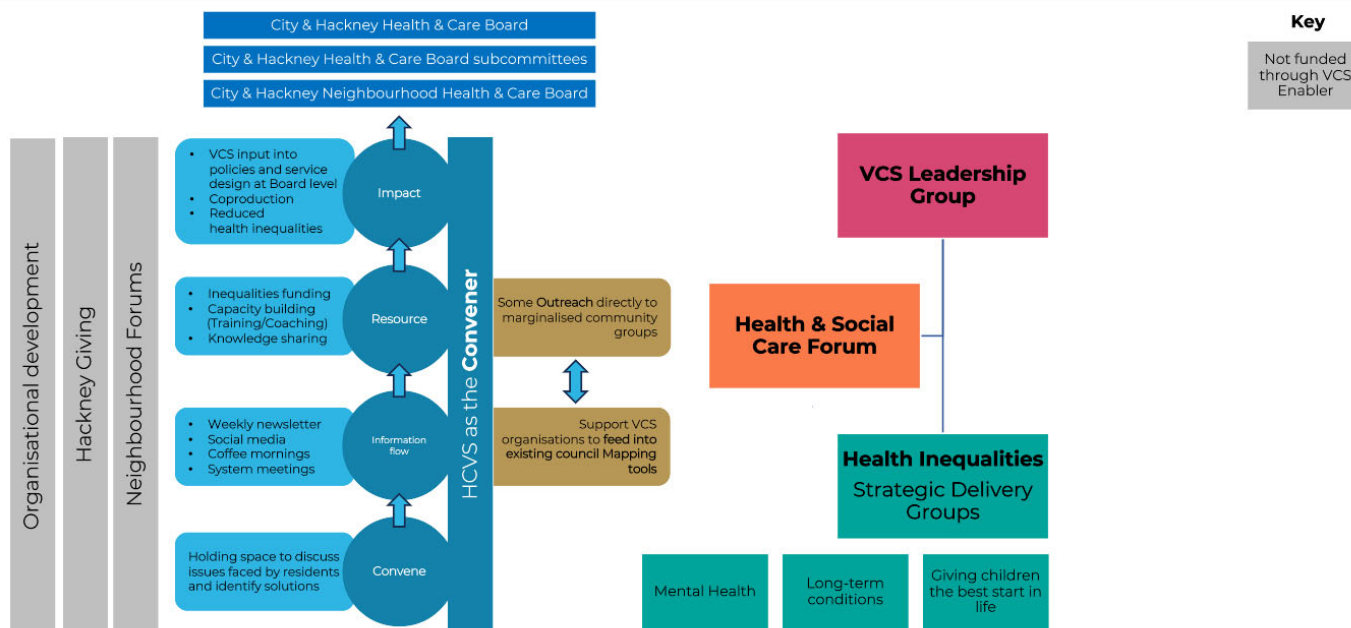 City & Hackney Health & Care Board
City & Hackney Health & Care Board subcommittees
City & Hackney Neighbourhood Health & Care Board
Key
Not funded
through VCS
Enabler
Organisational development
Hackney Giving
Neighbourhood Forums
• VCS input into
policies and service
design at Board level
• Coproduction
• Reduced
health inequalities
Impact
• Inequalities funding
• Capacity building
(Training/Coaching)
• Knowledge sharing
Resource
• Weekly newsletter
• Social media
• Coffee mornings
• System meetings
Information
flow
Holding space to discuss
issues faced by residents
and identify solutions
Convene
HCVS as the Convener
Some Outreach directly to
marginalised community
groups
Support VCS
organisations to feed into
existing council Mapping
tools
VCS Leadership
Group
Health & Social
Care Forum
Health Inequalities
Strategic Delivery
Groups
Mental Health
Long-term
conditions
Giving children
the best start in
life